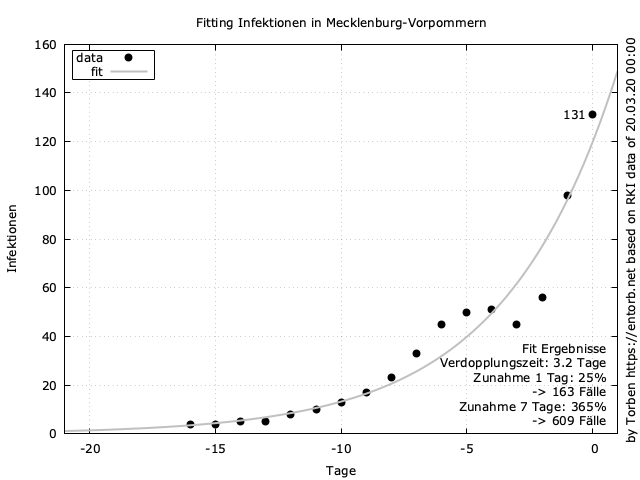 Fitting Infektionen in Mecklenburg-Vorpommern
data
fit
160
140
120
100
80
60
40
20
0
Infektionen
131
Fit Ergebnisse
Verdopplungszeit: 3.2 Tage
Zunahme 1 Tag: 25%
-> 163 Fälle
Zunahme 7 Tage: 365%
-> 609 Fälle
-20 -15 -10 -5 0
Tage
by Torben https://entorb.net based on RKI data of 20.03.20 00:00